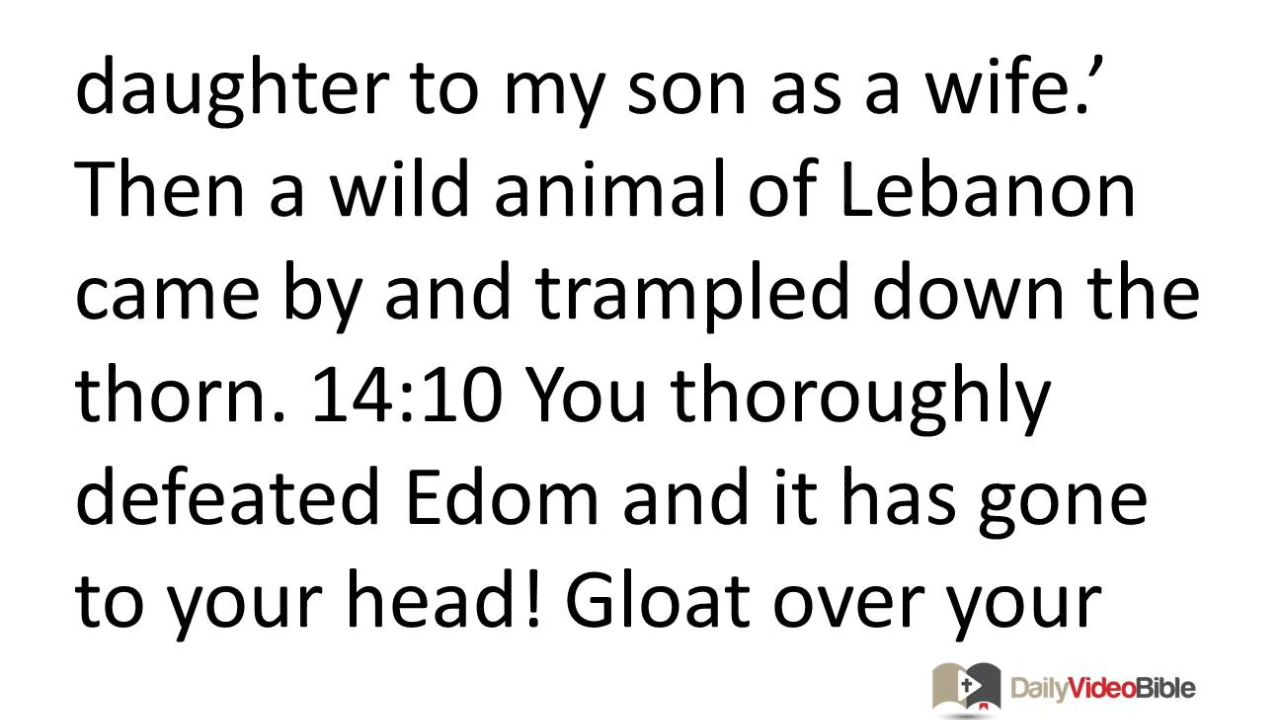 daughter to my son as a wife.’
Then a wild animal of Lebanon
came by and trampled down the
thorn. 14:10 You thoroughly
defeated Edom and it has gone
to your head! Gloat over your
DailyVideoBible